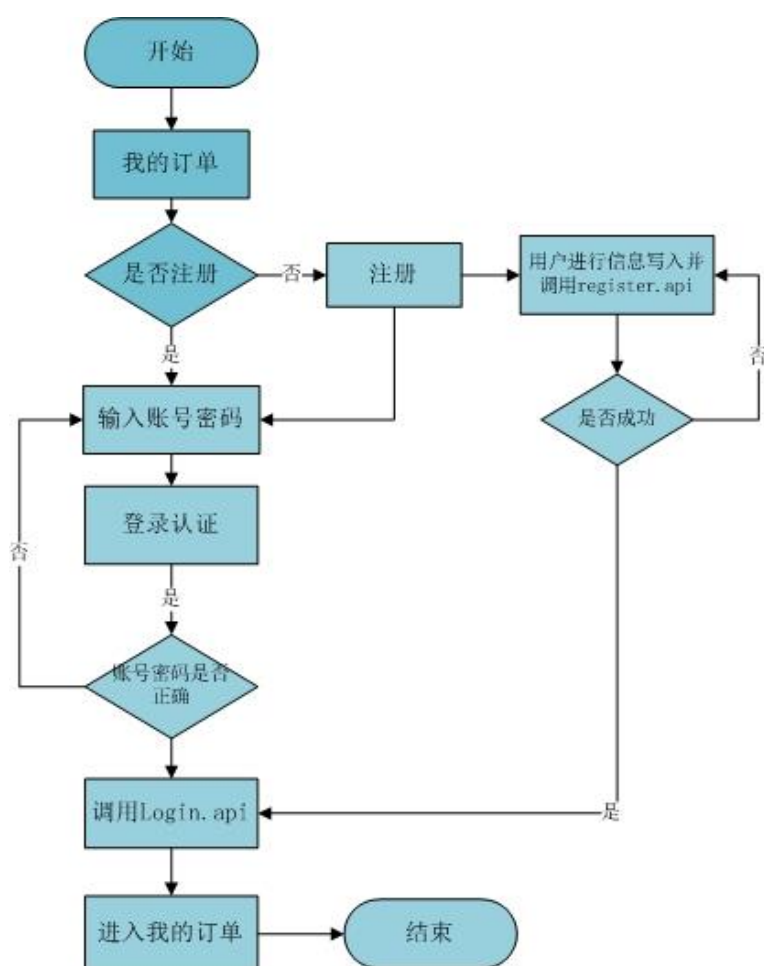 开始
我的订单
是否注册
否
注册
用户进行信息写入并
调用register.api
否
是
输入账号密码
是否成功
登录认证
否
是
账号密码是否
正确
调用Login.api
是
进入我的订单
结束